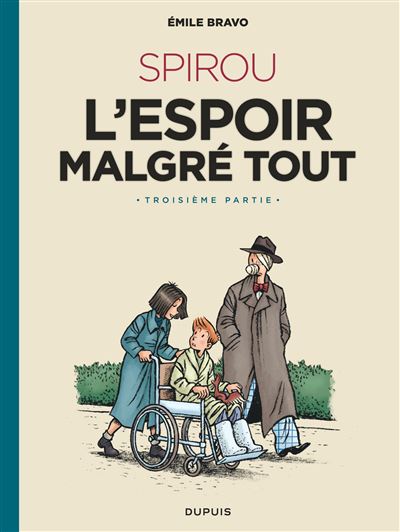 ÉMILE BRAVO
SPIROU
L'ESPOIR
MALGRÉ TOUT
• TROISIÈME PARTIE •
DUPUIS